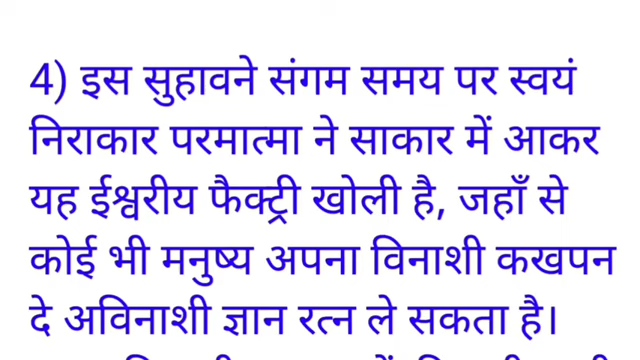 4) इस सुहावने संगम समय पर स्वयं
निराकार परमात्मा ने साकार में आकर
यह ईश्वरीय फैक्ट्री खोली है, जहाँ से
कोई भी मनुष्य अपना विनाशी कखपन
दे अविनाशी ज्ञान रत्न ले सकता है।